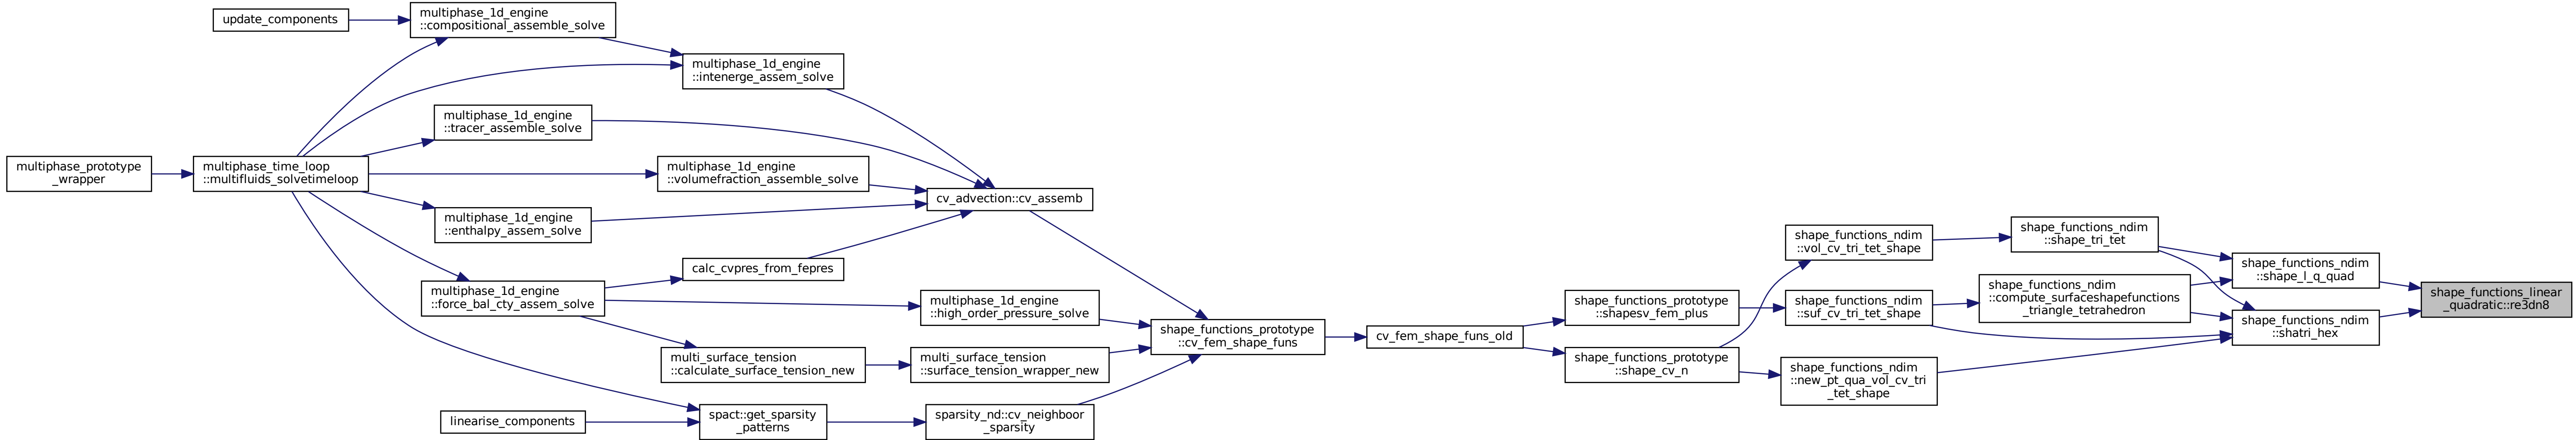 update_components
multiphase_1d_engine
::compositional_assemble_solve
multiphase_1d_engine
::intenerge_assem_solve
multiphase_1d_engine
::tracer_assemble_solve
multiphase_prototype
_wrapper
multiphase_time_loop
::multifluids_solvetimeloop
multiphase_1d_engine
::volumefraction_assemble_solve
cv_advection::cv_assemb
multiphase_1d_engine
::enthalpy_assem_solve
calc_cvpres_from_fepres
multiphase_1d_engine
::force_bal_cty_assem_solve
multiphase_1d_engine
::high_order_pressure_solve
multi_surface_tension
::calculate_surface_tension_new
multi_surface_tension
::surface_tension_wrapper_new
linearise_components
spact::get_sparsity
_patterns
sparsity_nd::cv_neighboor
_sparsity
shape_functions_prototype
::cv_fem_shape_funs
cv_fem_shape_funs_old
shape_functions_prototype
::shapesv_fem_plus
shape_functions_prototype
::shape_cv_n
shape_functions_ndim
::vol_cv_tri_tet_shape
shape_functions_ndim
::suf_cv_tri_tet_shape
shape_functions_ndim
::new_pt_qua_vol_cv_tri
_tet_shape
shape_functions_ndim
::shape_tri_tet
shape_functions_ndim
::compute_surfaceshapefunctions
_triangle_tetrahedron
shape_functions_ndim
::shape_l_q_quad
shape_functions_ndim
::shatri_hex
shape_functions_linear
_quadratic::re3dn8